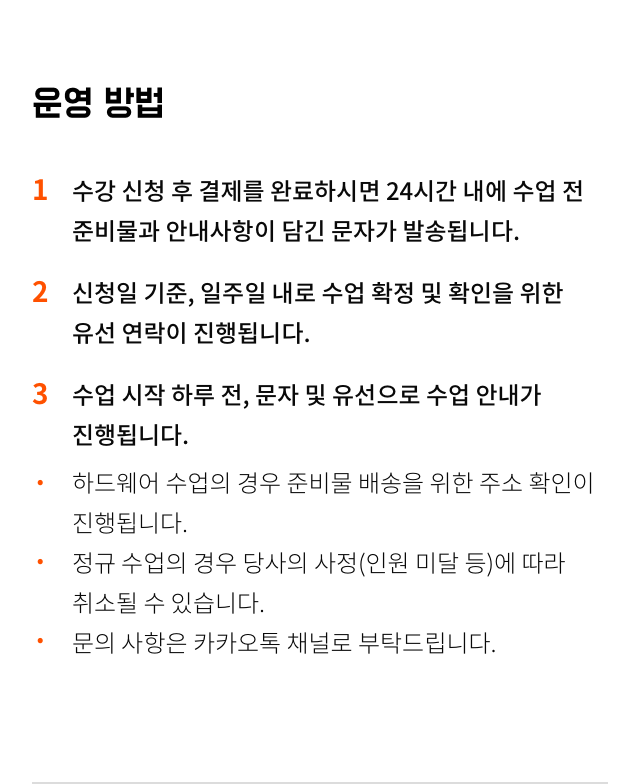 운영 방법
1 수강 신청 후 결제를 완료하시면 24시간 내에 수업 전
준비물과 안내사항이 담긴 문자가 발송됩니다.
2 신청일 기준, 일주일 내로 수업 확정 및 확인을 위한
유선 연락이 진행됩니다.
3 수업 시작 하루 전, 문자 및 유선으로 수업 안내가
진행됩니다.
• 하드웨어 수업의 경우 준비물 배송을 위한 주소 확인이
진행됩니다.
• 정규 수업의 경우 당사의 사정(인원 미달 등)에 따라
취소될 수 있습니다.
• 문의 사항은 카카오톡 채널로 부탁드립니다.